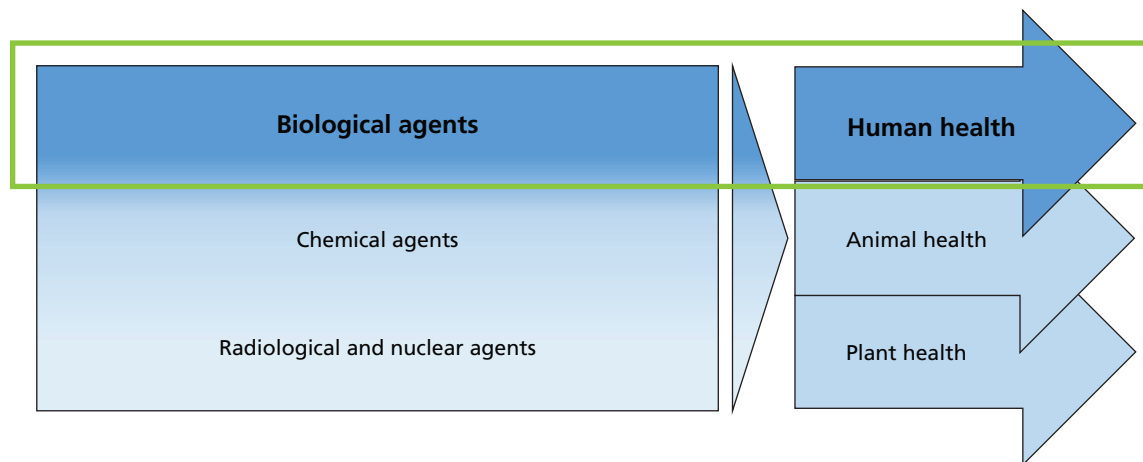 Biological agents
Human health
Chemical agents
Animal health
Radiological and nuclear agents
Plant health